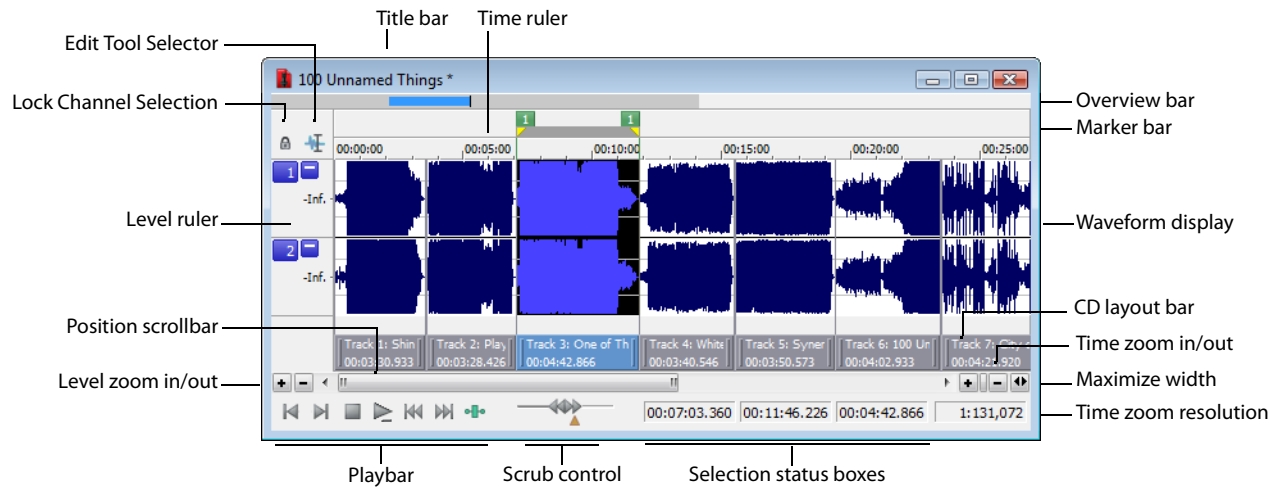 Title bar
Time ruler
Edit Tool Selector
Lock Channel Selection
100 Unnamed Things *
Overview bar
Marker bar
1 1
00:00:00 00:05:00 00:10:00 00:15:00 00:20:00 00:25:00
1
-Inf.
Level ruler
Waveform display
2
-Inf.
CD layout bar
Position scrollbar
Track 1: Shin Track 2: Play Track 3: One of Th Track 4: White Track 5: Syner Track 6: 100 Un Track 7: City
00:03:30.933 00:03:28.426 00:04:42.866 00:03:40.546 00:03:50.573 00:04:02.933 00:04:21.920
Time zoom in/out
Level zoom in/out
Maximize width
00:07:03.360 00:11:46.226 00:04:42.866 1:131,072
Time zoom resolution
Playbar
Scrub control
Selection status boxes